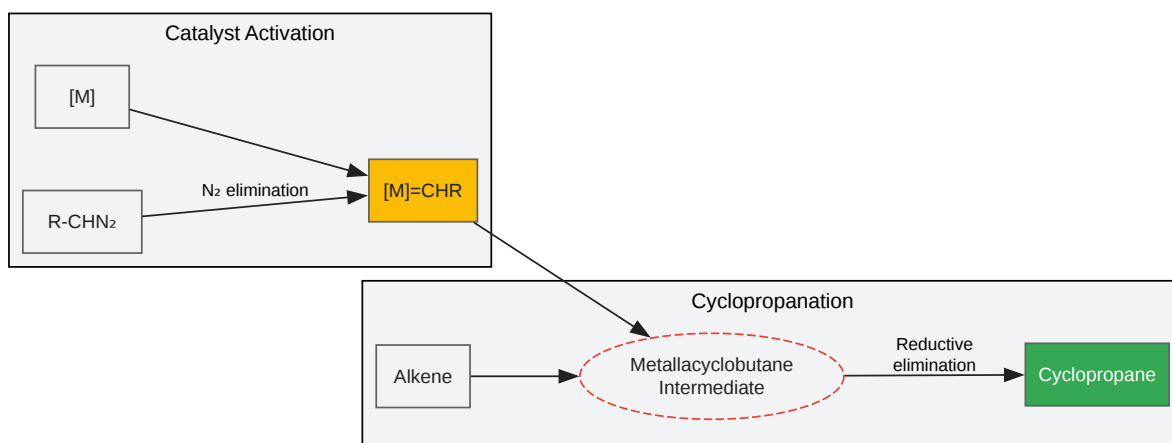 Catalyst Activation
[M]
N₂ elimination
[M]=CHR
R-CHN₂
Cyclopropanation
Alkene
Metallacyclobutane
Intermediate
Reductive
elimination
Cyclopropane